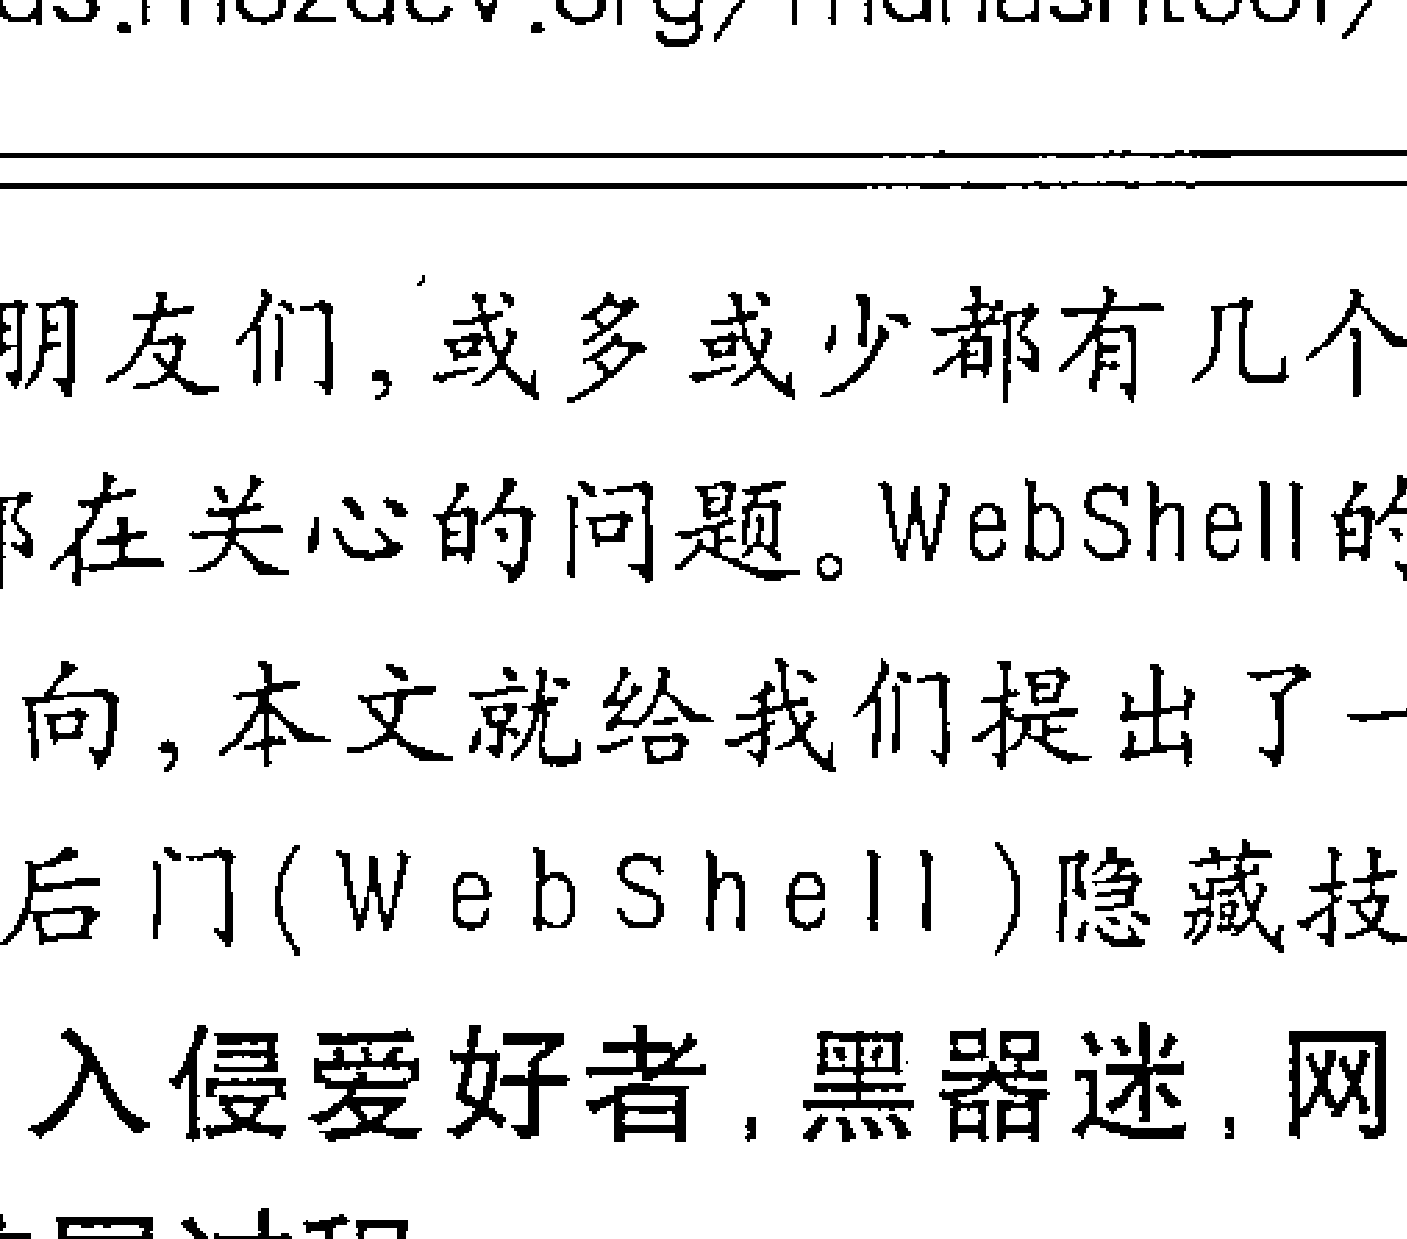 朋友们,或多或少都有几个
在关心的问题。WebShell的
向,本文就给我们提出了一
后门(WebShell)隐藏技
入侵爱好者,黑器迷,网